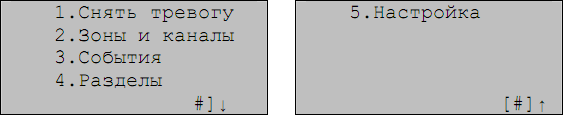 1.Снять тревогу
2.Зоны и каналы
3.События
4.Разделы
#]↓
5.Настройка
[#]↑